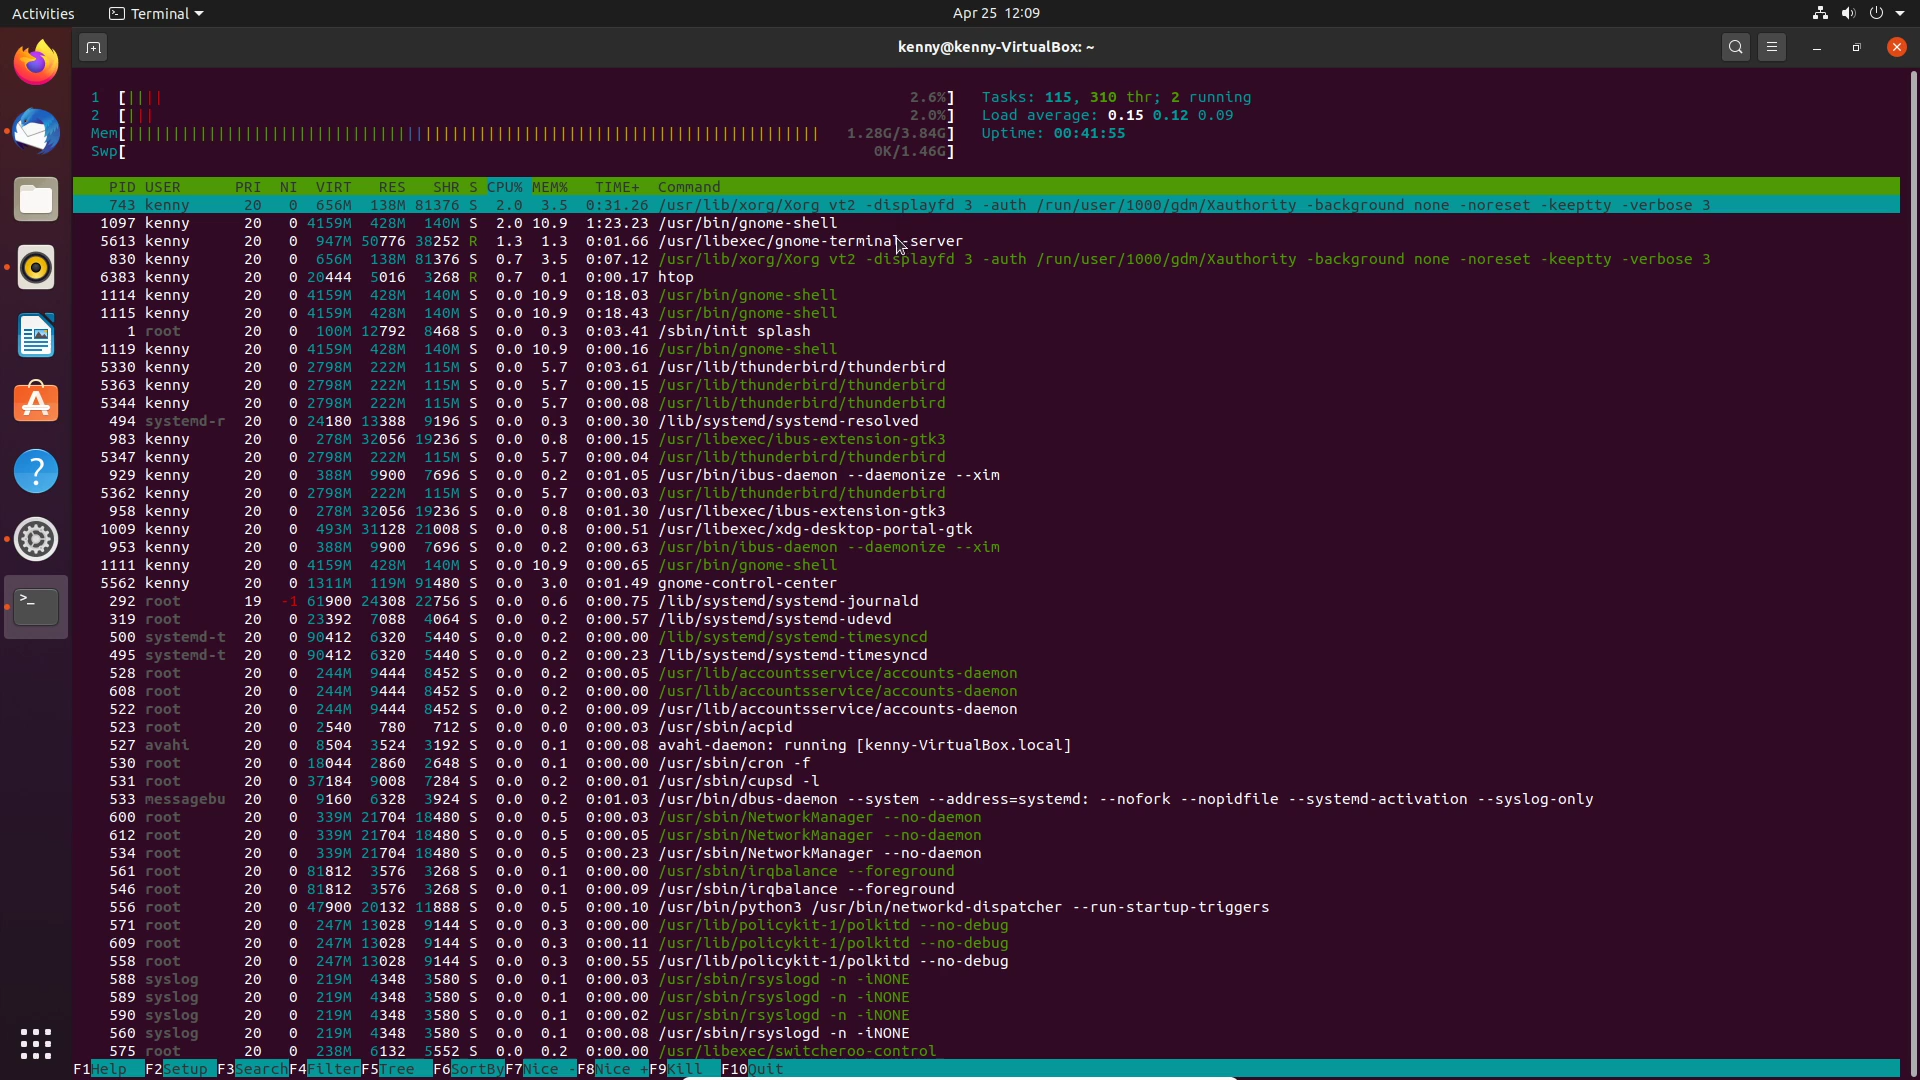 Activities Terminal Apr 25 12:09
kenny@kenny-VirtualBox: ~
1 [|||| 2.6%] Tasks: 115, 310 thr; 2 running
2 [||| 2.0%] Load average: 0.15 0.12 0.09
Mem[ 1.28G/3.84G] Uptime: 00:41:55
Swp[ 0K/1.46G]
PID USER PRI NI VIRT RES SHR S CPU% MEM% TIME+ Command
743 kenny 20 0 656M 138M 81376 S 2.0 3.5 0:31.26 /usr/lib/xorg/Xorg vt2 -displayfd 3 -auth /run/user/1000/gdm/Xauthority -background none -noreset -keeptty -verbose 3
1097 kenny 20 0 4159M 428M 140M S 2.0 10.9 1:23.23 /usr/bin/gnome-shell
5613 kenny 20 0 947M 50776 38252 R 1.3 1.3 0:01.66 /usr/libexec/gnome-terminal-server
830 kenny 20 0 656M 138M 81376 S 0.7 3.5 0:07.12 /usr/lib/xorg/Xorg vt2 -displayfd 3 -auth /run/user/1000/gdm/Xauthority -background none -noreset -keeptty -verbose 3
6383 kenny 20 0 20444 5016 3268 R 0.7 0.1 0:00.17 htop
1114 kenny 20 0 4159M 428M 140M S 0.0 10.9 0:18.03 /usr/bin/gnome-shell
1115 kenny 20 0 4159M 428M 140M S 0.0 10.9 0:18.43 /usr/bin/gnome-shell
1 root 20 0 100M 12792 8468 S 0.0 0.3 0:03.41 /sbin/init splash
1119 kenny 20 0 4159M 428M 140M S 0.0 10.9 0:00.16 /usr/bin/gnome-shell
5330 kenny 20 0 2798M 222M 115M S 0.0 5.7 0:03.61 /usr/lib/thunderbird/thunderbird
5363 kenny 20 0 2798M 222M 115M S 0.0 5.7 0:00.15 /usr/lib/thunderbird/thunderbird
5344 kenny 20 0 2798M 222M 115M S 0.0 5.7 0:00.08 /usr/lib/thunderbird/thunderbird
494 systemd-r 20 0 24180 13388 9196 S 0.0 0.3 0:00.30 /lib/systemd/systemd-resolved
983 kenny 20 0 278M 32056 19236 S 0.0 0.8 0:00.15 /usr/libexec/ibus-extension-gtk3
5347 kenny 20 0 2798M 222M 115M S 0.0 5.7 0:00.04 /usr/lib/thunderbird/thunderbird
929 kenny 20 0 388M 9900 7696 S 0.0 0.2 0:01.05 /usr/bin/ibus-daemon --daemonize --xim
5362 kenny 20 0 2798M 222M 115M S 0.0 5.7 0:00.03 /usr/lib/thunderbird/thunderbird
958 kenny 20 0 278M 32056 19236 S 0.0 0.8 0:01.30 /usr/libexec/ibus-extension-gtk3
1009 kenny 20 0 493M 31128 21008 S 0.0 0.8 0:00.51 /usr/libexec/xdg-desktop-portal-gtk
953 kenny 20 0 388M 9900 7696 S 0.0 0.2 0:00.63 /usr/bin/ibus-daemon --daemonize --xim
1111 kenny 20 0 4159M 428M 140M S 0.0 10.9 0:00.65 /usr/bin/gnome-shell
5562 kenny 20 0 1311M 119M 91480 S 0.0 3.0 0:01.49 gnome-control-center
292 root 19 -1 61900 24308 22756 S 0.0 0.6 0:00.75 /lib/systemd/systemd-journald
319 root 20 0 23392 7088 4064 S 0.0 0.2 0:00.57 /lib/systemd/systemd-udevd
500 systemd-t 20 0 90412 6320 5440 S 0.0 0.2 0:00.00 /lib/systemd/systemd-timesyncd
495 systemd-t 20 0 90412 6320 5440 S 0.0 0.2 0:00.23 /lib/systemd/systemd-timesyncd
528 root 20 0 244M 9444 8452 S 0.0 0.2 0:00.05 /usr/lib/accountsservice/accounts-daemon
608 root 20 0 244M 9444 8452 S 0.0 0.2 0:00.00 /usr/lib/accountsservice/accounts-daemon
522 root 20 0 244M 9444 8452 S 0.0 0.2 0:00.09 /usr/lib/accountsservice/accounts-daemon
523 root 20 0 2540 780 712 S 0.0 0.0 0:00.03 /usr/sbin/acpid
527 avahi 20 0 8504 3524 3192 S 0.0 0.1 0:00.08 avahi-daemon: running [kenny-VirtualBox.local]
530 root 20 0 18044 2860 2648 S 0.0 0.1 0:00.00 /usr/sbin/cron -f
531 root 20 0 37184 9008 7284 S 0.0 0.2 0:00.01 /usr/sbin/cupsd -l
533 messagebu 20 0 9160 6328 3924 S 0.0 0.2 0:01.03 /usr/bin/dbus-daemon --system --address=systemd: --nofork --nopidfile --systemd-activation --syslog-only
600 root 20 0 339M 21704 18480 S 0.0 0.5 0:00.03 /usr/sbin/NetworkManager --no-daemon
612 root 20 0 339M 21704 18480 S 0.0 0.5 0:00.05 /usr/sbin/NetworkManager --no-daemon
534 root 20 0 339M 21704 18480 S 0.0 0.5 0:00.23 /usr/sbin/NetworkManager --no-daemon
561 root 20 0 81812 3576 3268 S 0.0 0.1 0:00.00 /usr/sbin/irqbalance --foreground
546 root 20 0 81812 3576 3268 S 0.0 0.1 0:00.09 /usr/sbin/irqbalance --foreground
556 root 20 0 47900 20132 11888 S 0.0 0.5 0:00.10 /usr/bin/python3 /usr/bin/networkd-dispatcher --run-startup-triggers
571 root 20 0 247M 13028 9144 S 0.0 0.3 0:00.00 /usr/lib/policykit-1/polkitd --no-debug
609 root 20 0 247M 13028 9144 S 0.0 0.3 0:00.11 /usr/lib/policykit-1/polkitd --no-debug
558 root 20 0 247M 13028 9144 S 0.0 0.3 0:00.55 /usr/lib/policykit-1/polkitd --no-debug
588 syslog 20 0 219M 4348 3580 S 0.0 0.1 0:00.03 /usr/sbin/rsyslogd -n -iNONE
589 syslog 20 0 219M 4348 3580 S 0.0 0.1 0:00.00 /usr/sbin/rsyslogd -n -iNONE
590 syslog 20 0 219M 4348 3580 S 0.0 0.1 0:00.02 /usr/sbin/rsyslogd -n -iNONE
560 syslog 20 0 219M 4348 3580 S 0.0 0.1 0:00.08 /usr/sbin/rsyslogd -n -iNONE
575 root 20 0 238M 6132 5552 S 0.0 0.2 0:00.00 /usr/libexec/switcheroo-control
F1Help F2Setup F3SearchF4FilterF5Tree F6SortByF7Nice -F8Nice +F9Kill F10Quit